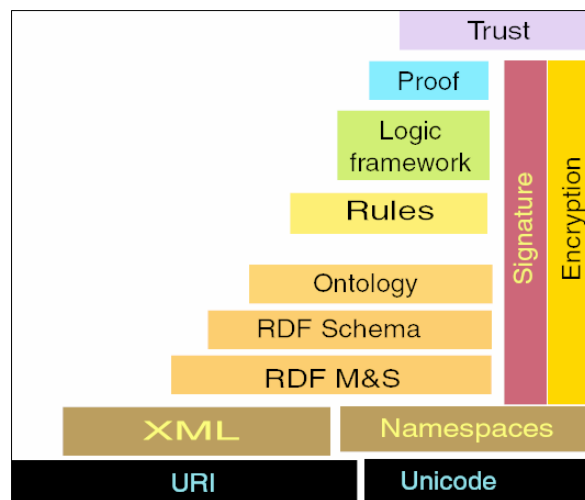 Trust
Proof
Logic
framework
Rules
Ontology
RDF Schema
RDF M&S
Signature
Encryption
XML
Namespaces
URI
Unicode